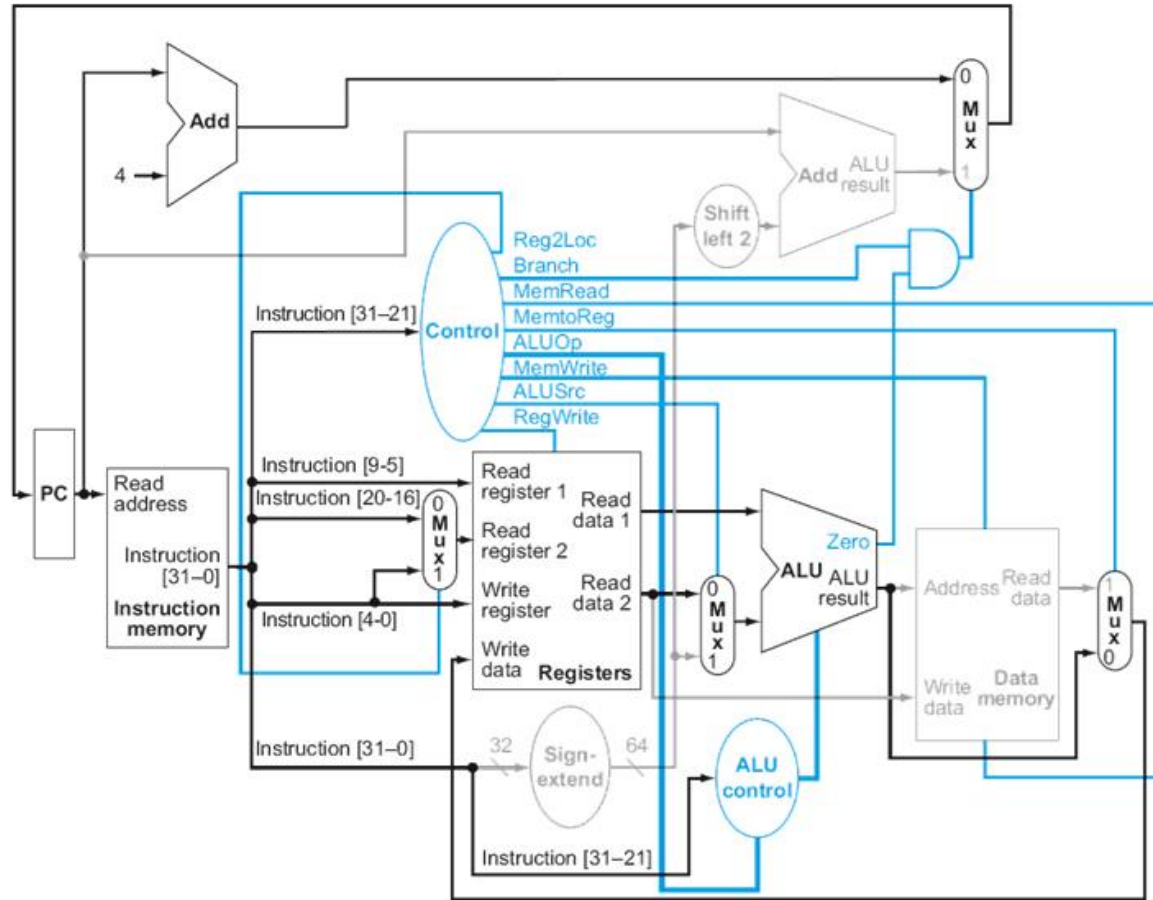 0
Mux
1
Add
4
Add
ALU
result
Shift
left 2
Reg2Loc
Branch
MemRead
MemtoReg
ALUOp
MemWrite
ALUSrc
RegWrite
Control
Instruction [31–21]
PC
Read
address
Instruction
[31–0]
Instruction
memory
Instruction [9-5]
Instruction [20-16]
Instruction [4-0]
0
Mux
1
Read
register 1
Read
register 2
Write
register
Write
data
Read
data 1
Read
data 2
Registers
0
Mux
1
Zero
ALU
ALU
result
Address
Read
data
Write
data
Data
memory
1
Mux
0
Instruction [31–0]
32
Sign-
extend
64
ALU
control
Instruction [31–21]